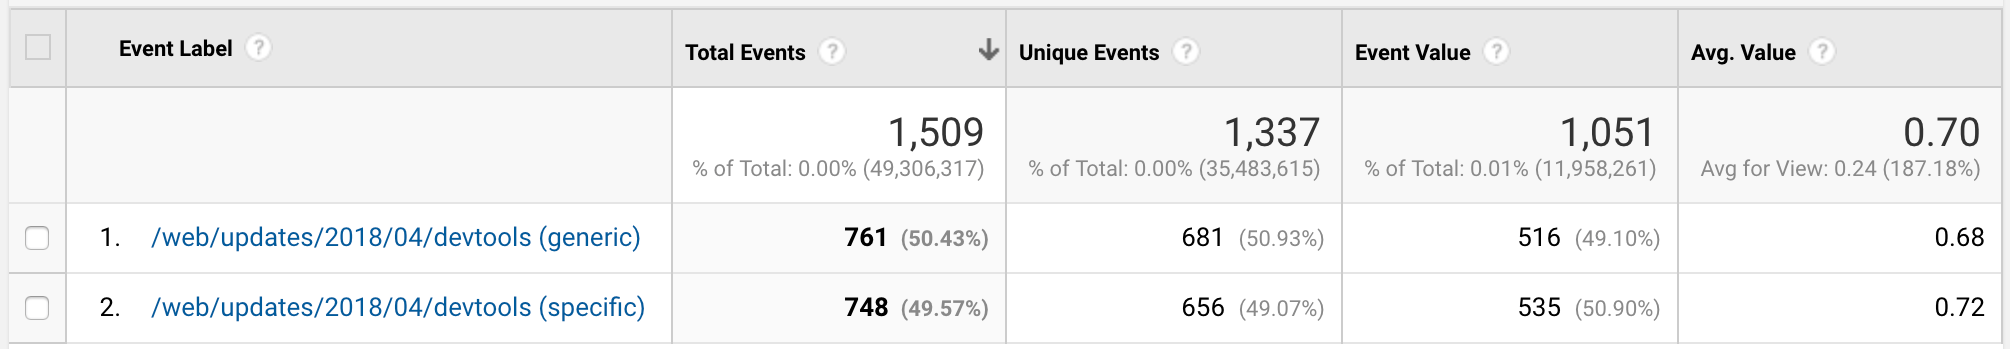 Event Label ? Total Events ? Unique Events ? Event Value ? Avg. Value ?
1,509 1,337 1,051 0.70
% of Total: 0.00% (49,306,317) % of Total: 0.00% (35,483,615) % of Total: 0.01% (11,958,261) Avg for View: 0.24 (187.18%)
1. /web/updates/2018/04/devtools (generic) 761 (50.43%) 681 (50.93%) 516 (49.10%) 0.68
2. /web/updates/2018/04/devtools (specific) 748 (49.57%) 656 (49.07%) 535 (50.90%) 0.72